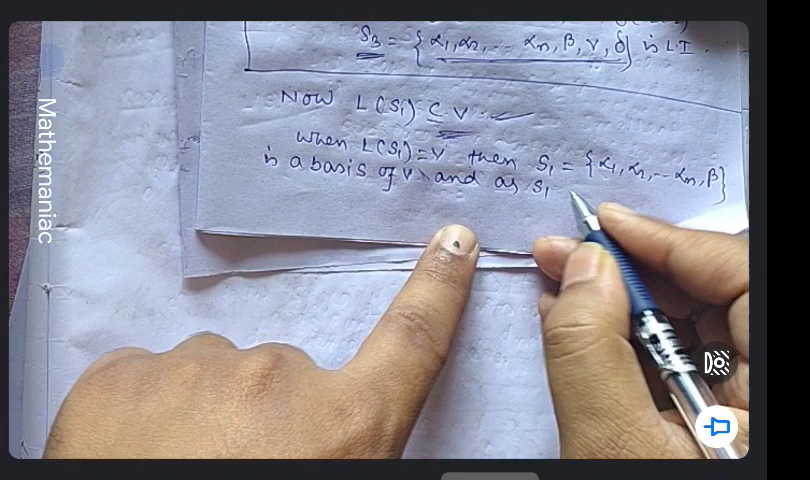 S₃ = {α₁, α₂, ... αₙ, β, γ, δ} is L.I.
Now L(S₁) ⊆ V
when L(S₁) = V then S₁ = {α₁, α₂, ... αₙ, β}
is a basis of V and as S₁
Mathemaniac